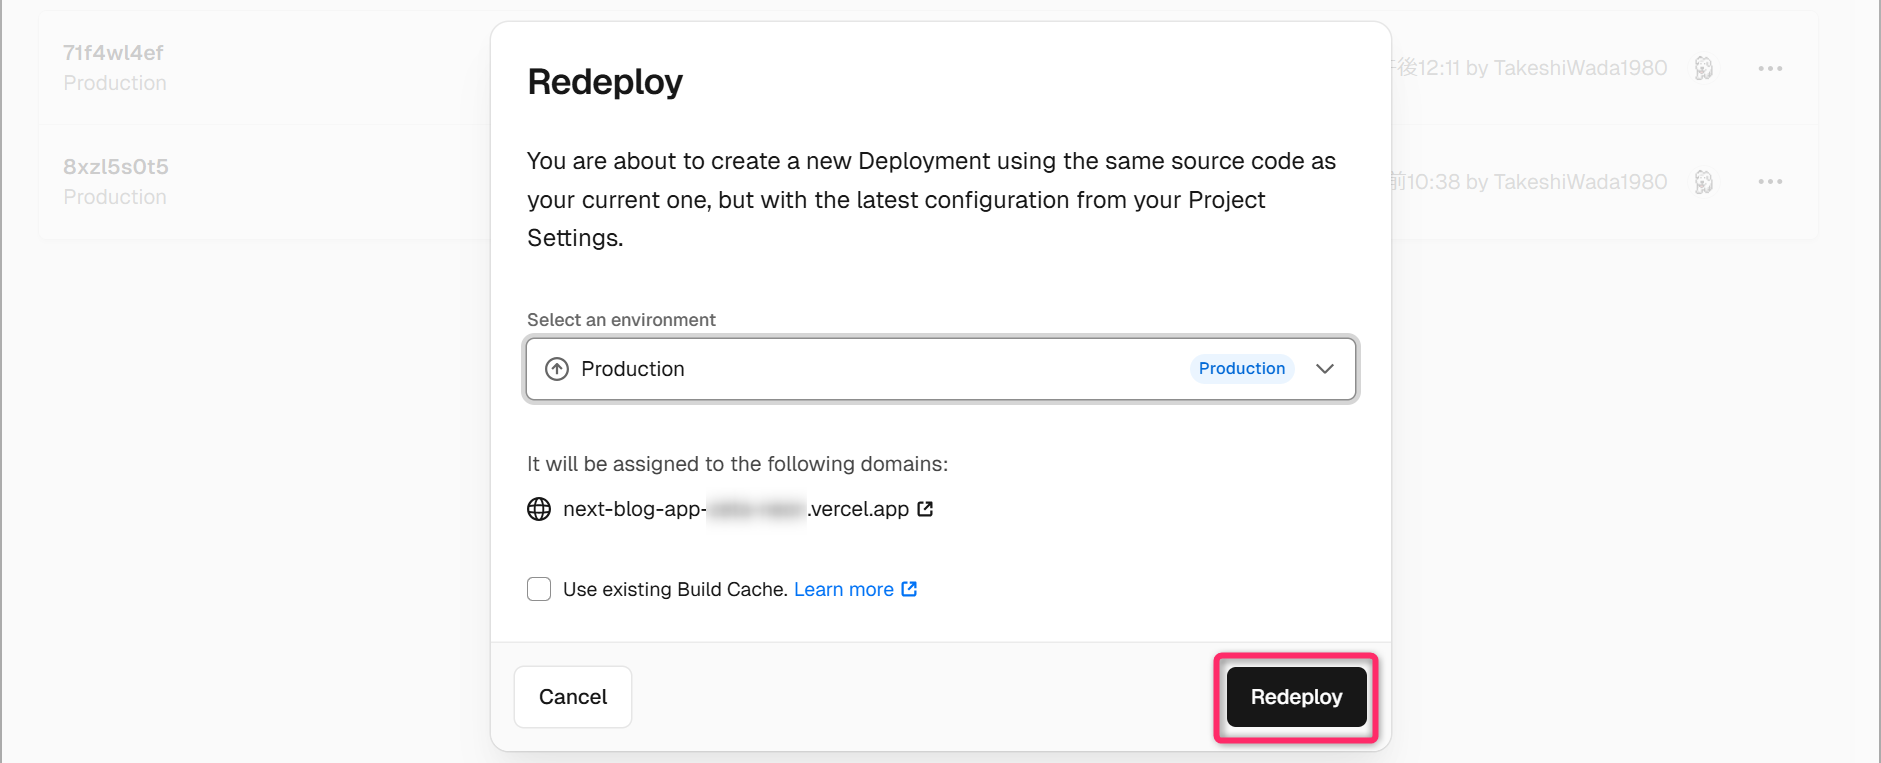 71f4wl4ef
Production
後12:11 by TakeshiWada1980
8xzl5s0t5
Production
前10:38 by TakeshiWada1980
Redeploy
You are about to create a new Deployment using the same source code as
your current one, but with the latest configuration from your Project
Settings.
Select an environment
Production
Production
It will be assigned to the following domains:
next-blog-app-
.vercel.app
Use existing Build Cache. Learn more
Cancel
Redeploy